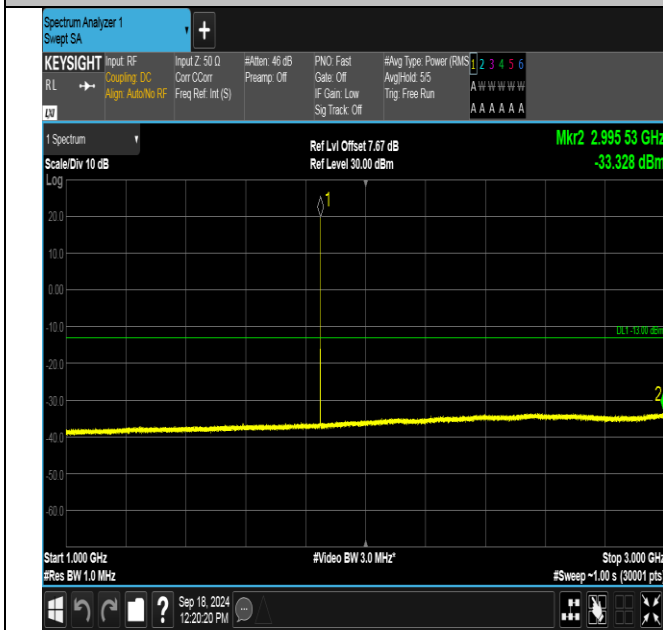 Spectrum Analyzer 1
Swept SA
+
KEYSIGHT
RL
LXI
Input: RF
Coupling: DC
Align: Auto/No RF
Input Z: 50 Ω
Corr CCorr
Freq Ref: Int (S)
#Atten: 46 dB
Preamp: Off
PNO: Fast
Gate: Off
IF Gain: Low
Sig Track: Off
#Avg Type: Power (RMS
Avg|Hold: 5/5
Trig: Free Run
1 2 3 4 5 6
A W W W W W
A A A A A A
1 Spectrum
Scale/Div 10 dB
Log
Ref Lvl Offset 7.67 dB
Ref Level 30.00 dBm
Mkr2 2.995 53 GHz
-33.328 dBm
1
20.0
10.0
0.00
-10.0
DL1 -13.00 dBm
-20.0
-30.0
2
-40.0
-50.0
-60.0
Start 1.000 GHz
#Video BW 3.0 MHz*
Stop 3.000 GHz
#Res BW 1.0 MHz
#Sweep ~1.00 s (30001 pts)
?
Sep 18, 2024
12:20:20 PM